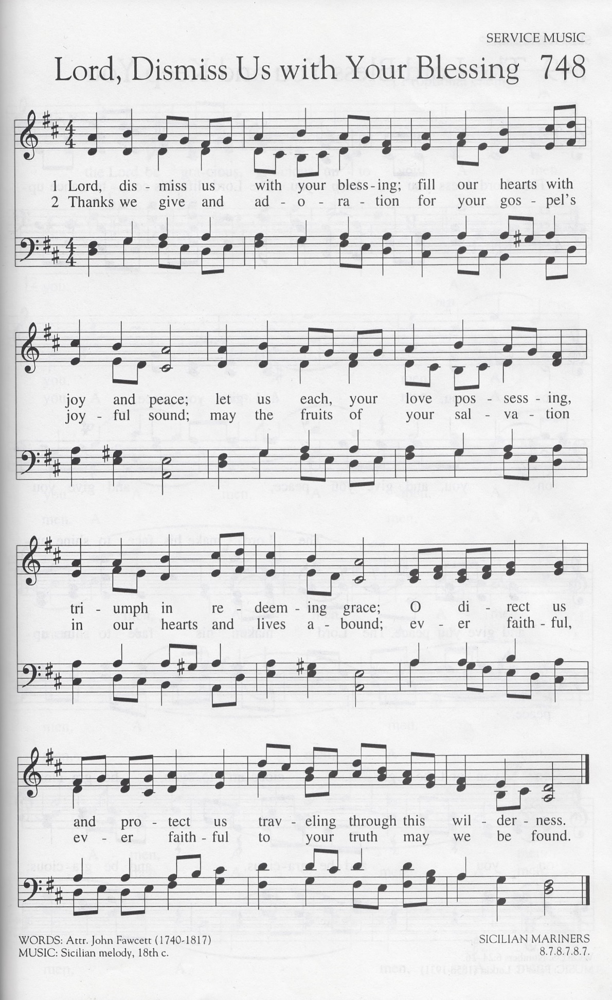 SERVICE MUSIC
Lord, Dismiss Us with Your Blessing 748
1 Lord, dis - miss us with your bless - ing; fill our hearts with
2 Thanks we give and ad - o - ra - tion for your gos - pel's
joy and peace; let us each, your love pos - sess - ing,
joy - ful sound; may the fruits of your sal - va - tion
tri - umph in re - deem - ing grace; O di - rect us
in our hearts and lives a - bound; ev - er faith - ful,
and pro - tect us trav - eling through this wil - der - ness.
ev - er faith - ful to your truth may we be found.
WORDS: Attr. John Fawcett (1740-1817)
MUSIC: Sicilian melody, 18th c.
SICILIAN MARINERS
8.7.8.7.8.7.